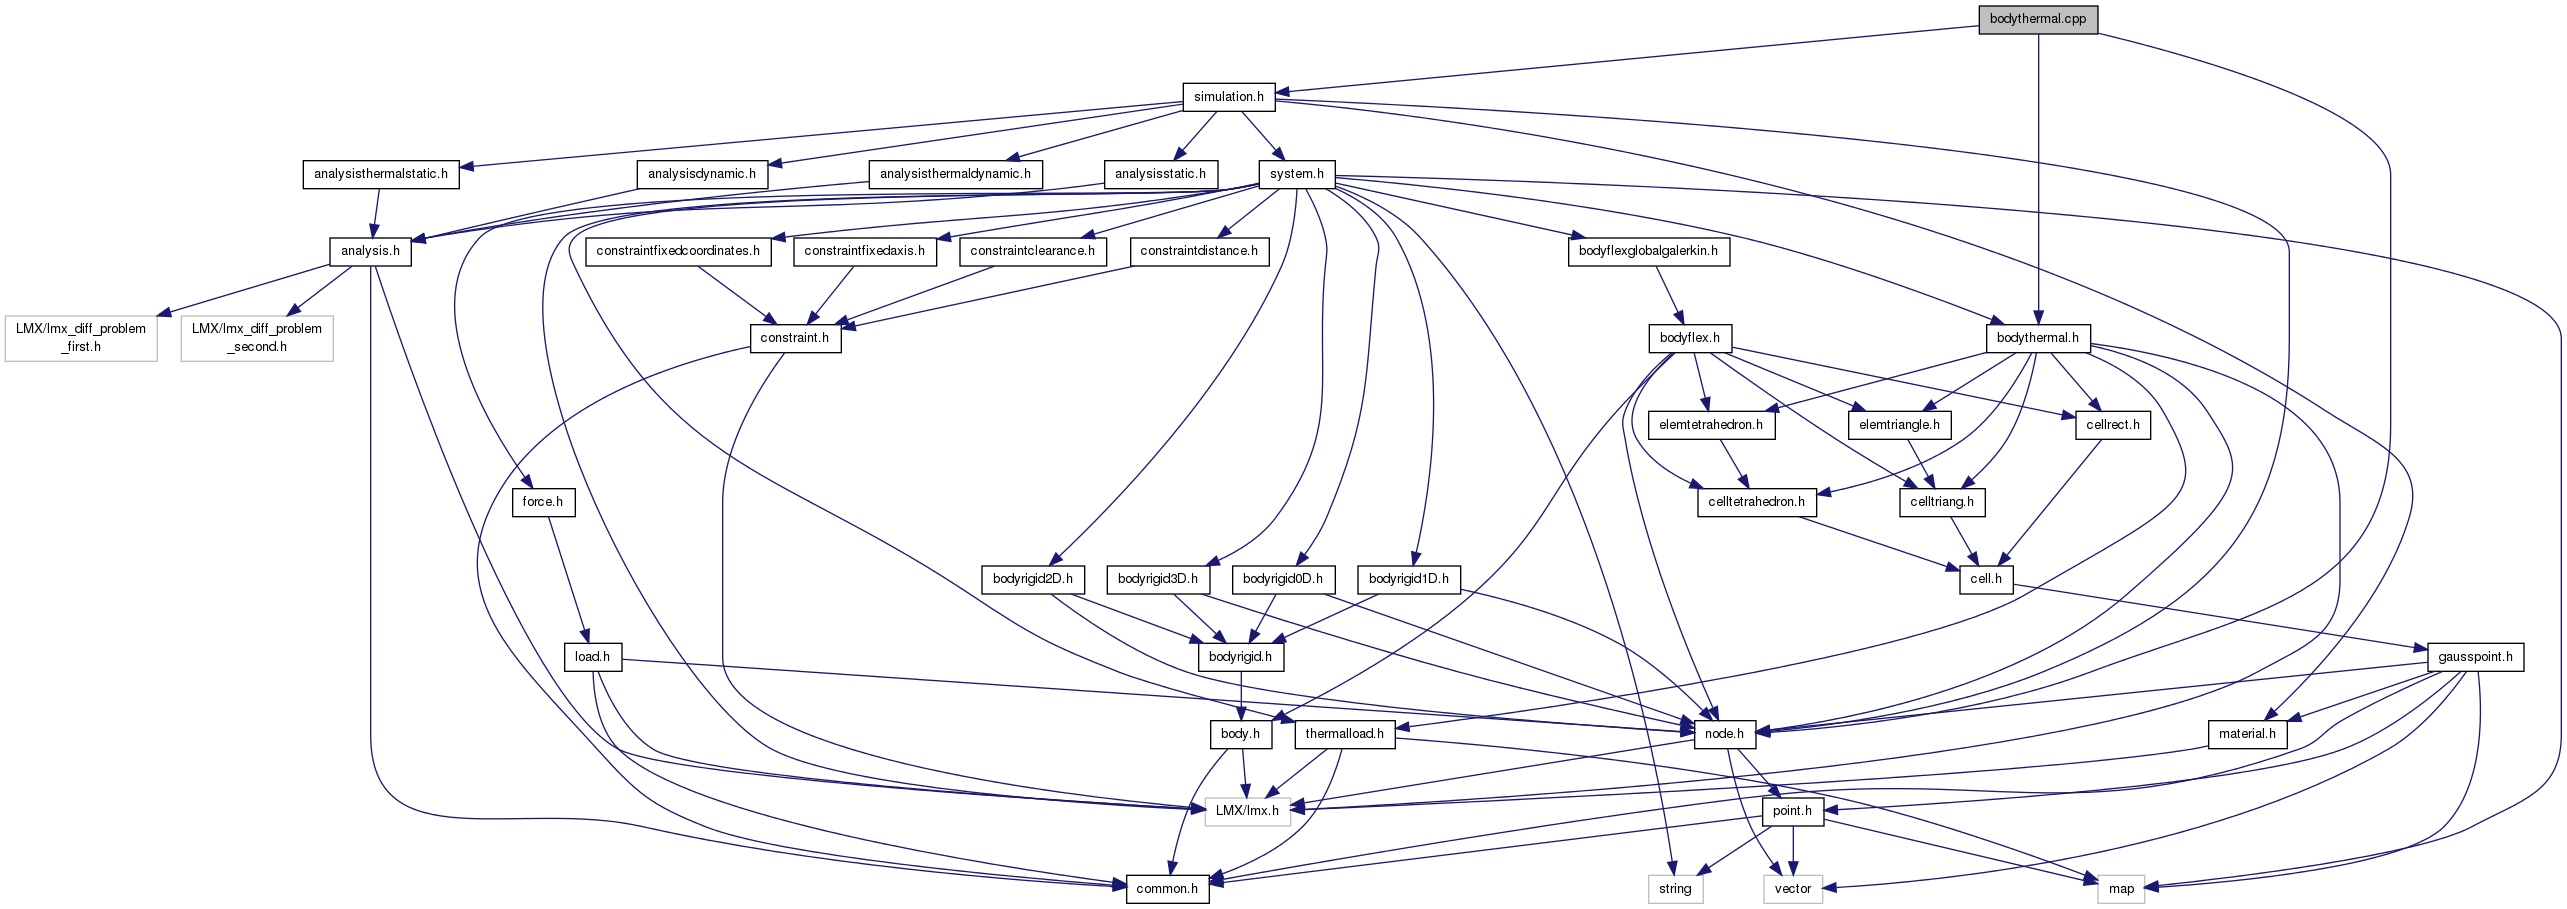 bodythermal.cpp
simulation.h
analysisthermalstatic.h
analysisdynamic.h
analysisthermaldynamic.h
analysisstatic.h
system.h
analysis.h
constraintfixedcoordinates.h
constraintfixedaxis.h
constraintclearance.h
constraintdistance.h
bodyflexglobalgalerkin.h
LMX/lmx_diff_problem
_first.h
LMX/lmx_diff_problem
_second.h
constraint.h
bodyflex.h
bodythermal.h
elemtetrahedron.h
elemtriangle.h
cellrect.h
force.h
celltetrahedron.h
celltriang.h
bodyrigid2D.h
bodyrigid3D.h
bodyrigid0D.h
bodyrigid1D.h
cell.h
load.h
bodyrigid.h
gausspoint.h
body.h
thermalload.h
node.h
material.h
LMX/lmx.h
point.h
common.h
string
vector
map